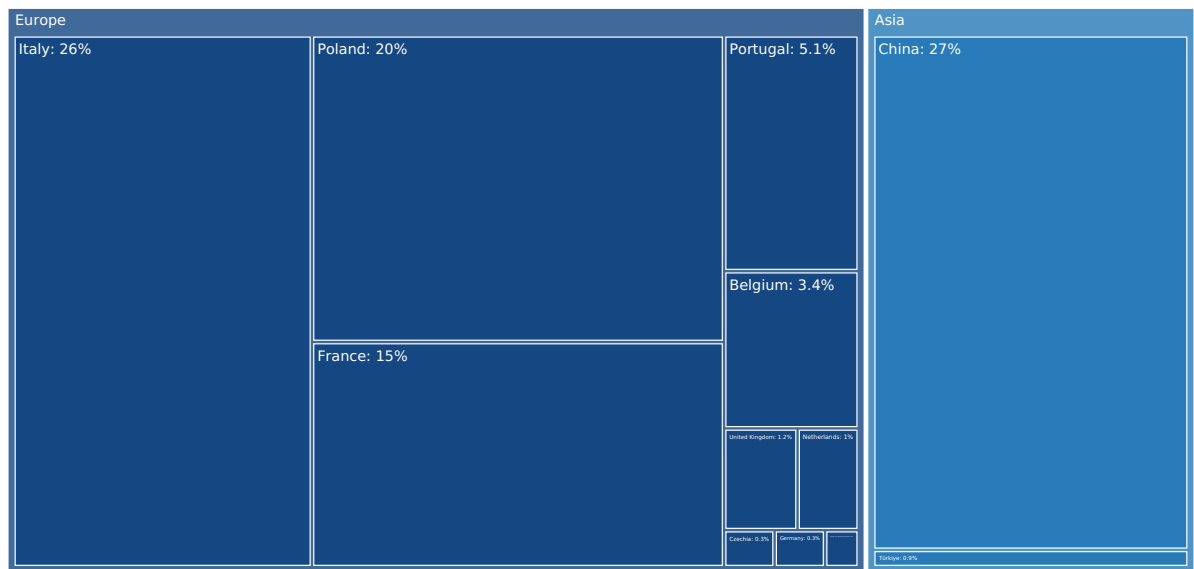 Europe
Italy: 26%
Poland: 20%
France: 15%
Portugal: 5.1%
Belgium: 3.4%
United Kingdom: 1.2%
Netherlands: 1%
Czechia: 0.3%
Germany: 0.3%
Asia
China: 27%
Türkiye: 0.9%